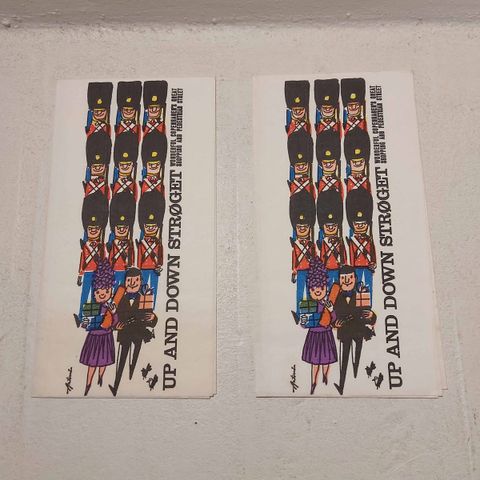 UP AND DOWN STRØGET
WONDERFUL COPENHAGEN'S GREAT
SHOPPING AND PEDESTRIAN STREET
UP AND DOWN STRØGET
WONDERFUL COPENHAGEN'S GREAT
SHOPPING AND PEDESTRIAN STREET